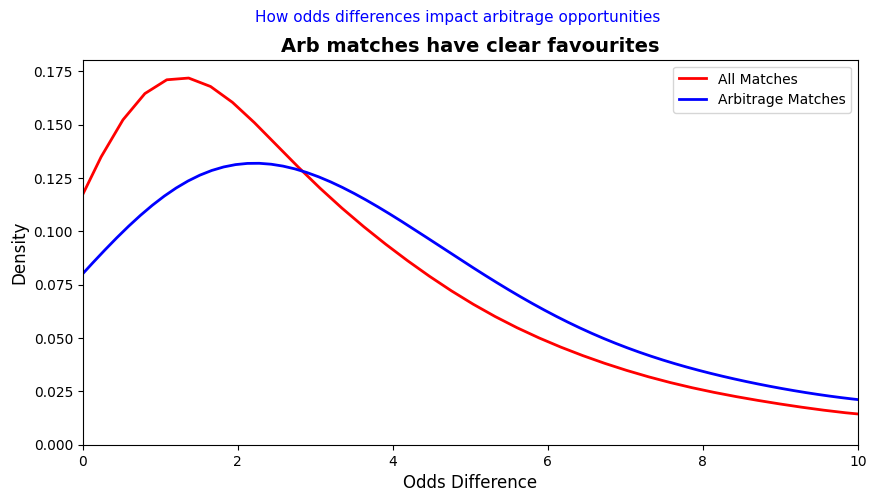 How odds differences impact arbitrage opportunities
Arb matches have clear favourites
All Matches
Arbitrage Matches
Density
0.175
0.150
0.125
0.100
0.075
0.050
0.025
0.000
0 2 4 6 8 10
Odds Difference